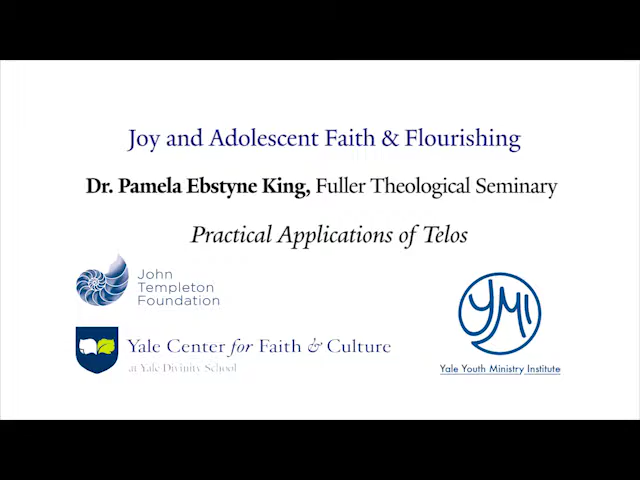 Joy and Adolescent Faith & Flourishing
Dr. Pamela Ebstyne King, Fuller Theological Seminary
Practical Applications of Telos
John
Templeton
Foundation
Yale Center for Faith & Culture
at Yale Divinity School
YMI
Yale Youth Ministry Institute